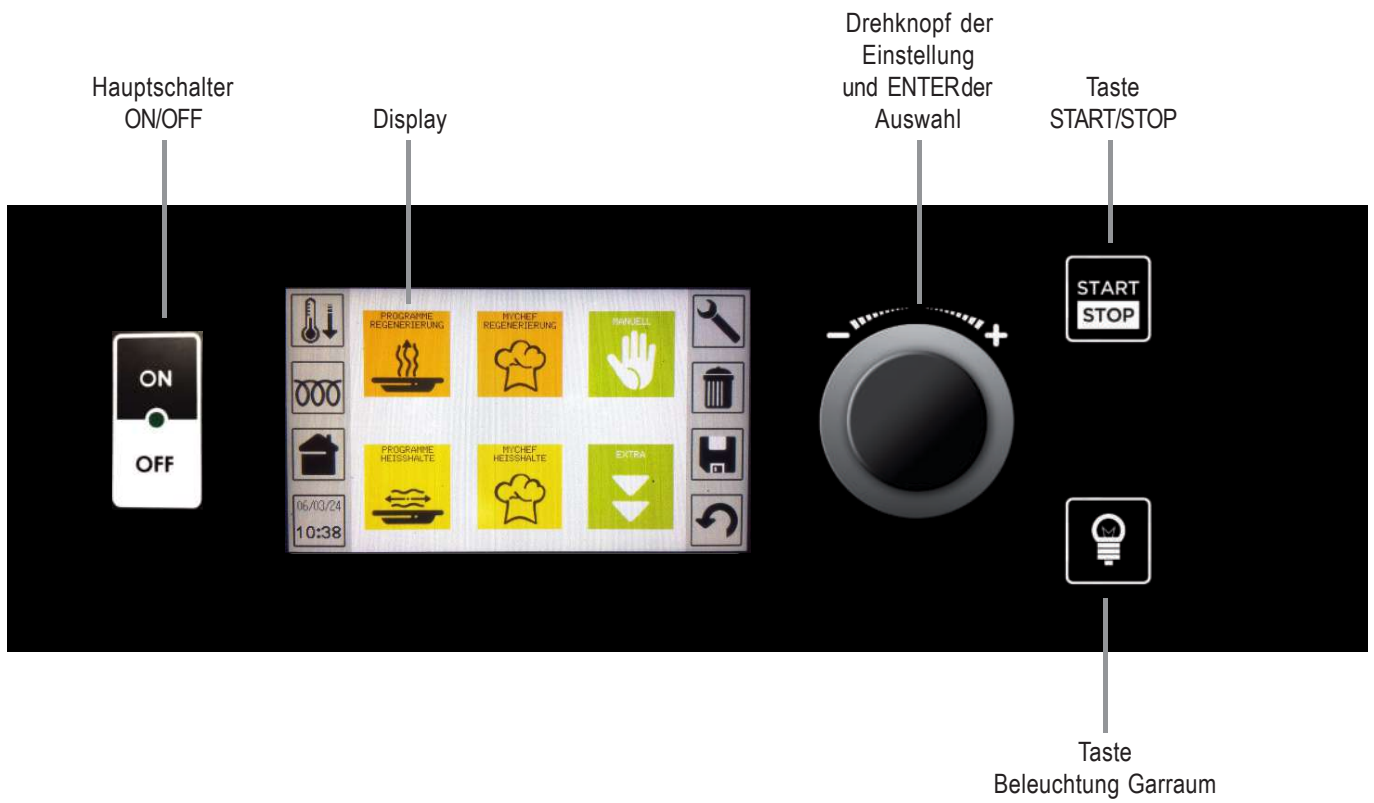 Hauptschalter
ON/OFF
Display
Drehknopf der
Einstellung
und ENTERder
Auswahl
Taste
START/STOP
ON
OFF
PROGRAMME
REGENERIERUNG
MYCHEF
REGENERIERUNG
MANUELL
PROGRAMME
HEISSHALTE
MYCHEF
HEISSHALTE
EXTRA
06/03/24
10:38
- +
START
STOP
Taste
Beleuchtung Garraum